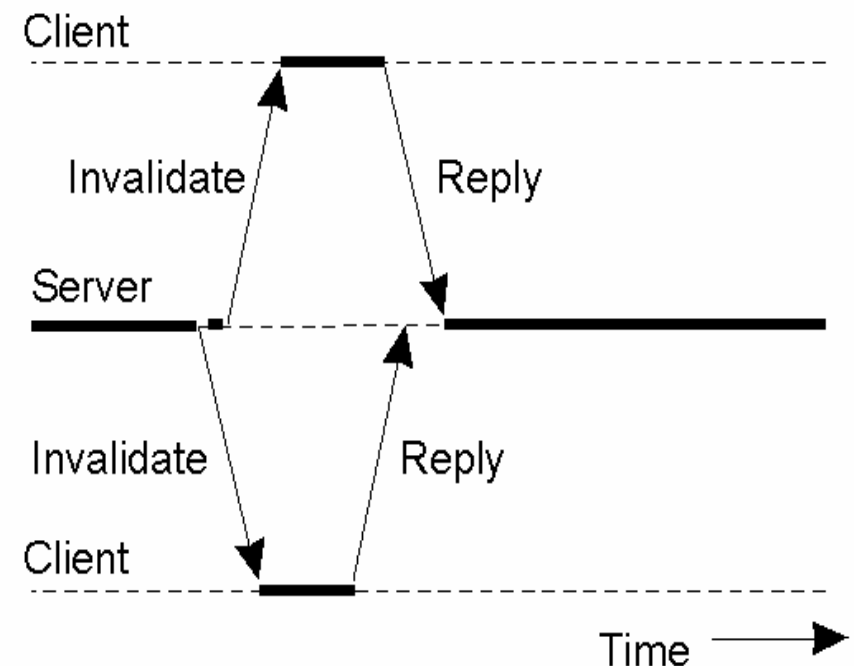 Client
Invalidate
Reply
Server
Invalidate
Reply
Client
Time